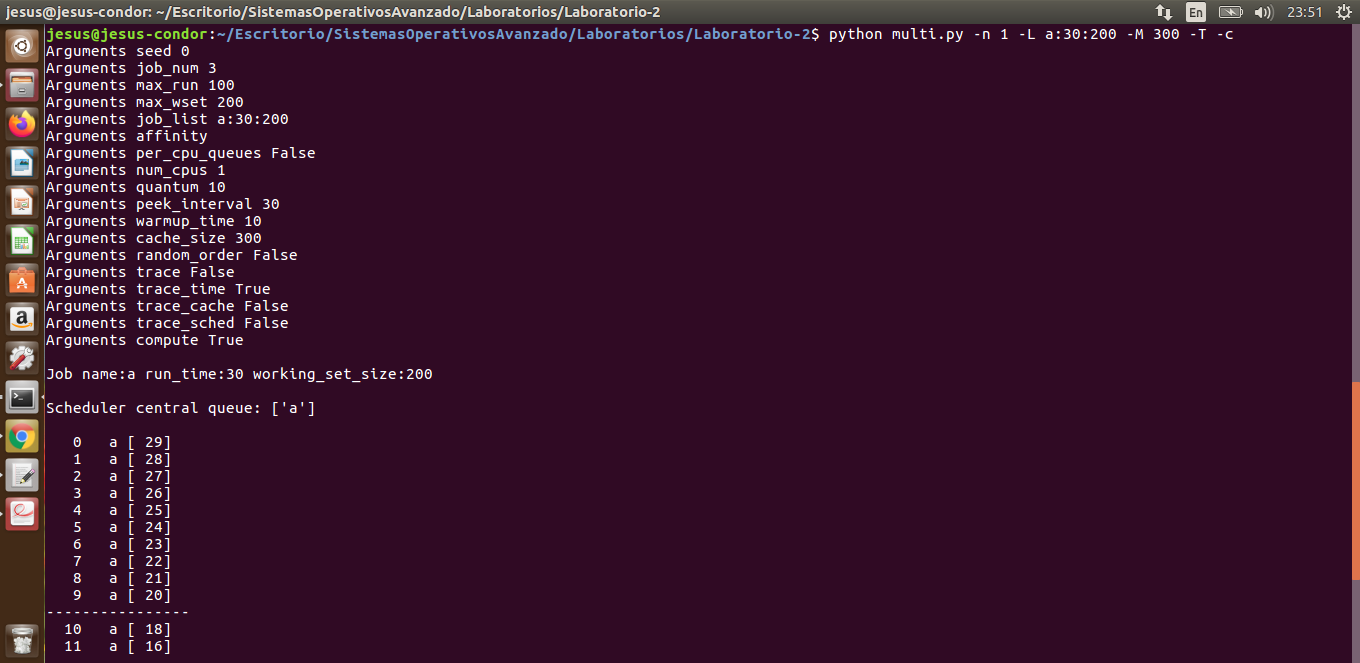 jesus@jesus-condor: ~/Escritorio/SistemasOperativosAvanzado/Laboratorios/Laboratorio-2
En
23:51
jesus@jesus-condor:~/Escritorio/SistemasOperativosAvanzado/Laboratorios/Laboratorio-2$ python multi.py -n 1 -L a:30:200 -M 300 -T -c
Arguments seed 0
Arguments job_num 3
Arguments max_run 100
Arguments max_wset 200
Arguments job_list a:30:200
Arguments affinity
Arguments per_cpu_queues False
Arguments num_cpus 1
Arguments quantum 10
Arguments peek_interval 30
Arguments warmup_time 10
Arguments cache_size 300
Arguments random_order False
Arguments trace False
Arguments trace_time True
Arguments trace_cache False
Arguments trace_sched False
Arguments compute True
Job name:a run_time:30 working_set_size:200
Scheduler central queue: ['a']
0   a [ 29]
1   a [ 28]
2   a [ 27]
3   a [ 26]
4   a [ 25]
5   a [ 24]
6   a [ 23]
7   a [ 22]
8   a [ 21]
9   a [ 20]
----------------
10   a [ 18]
11   a [ 16]